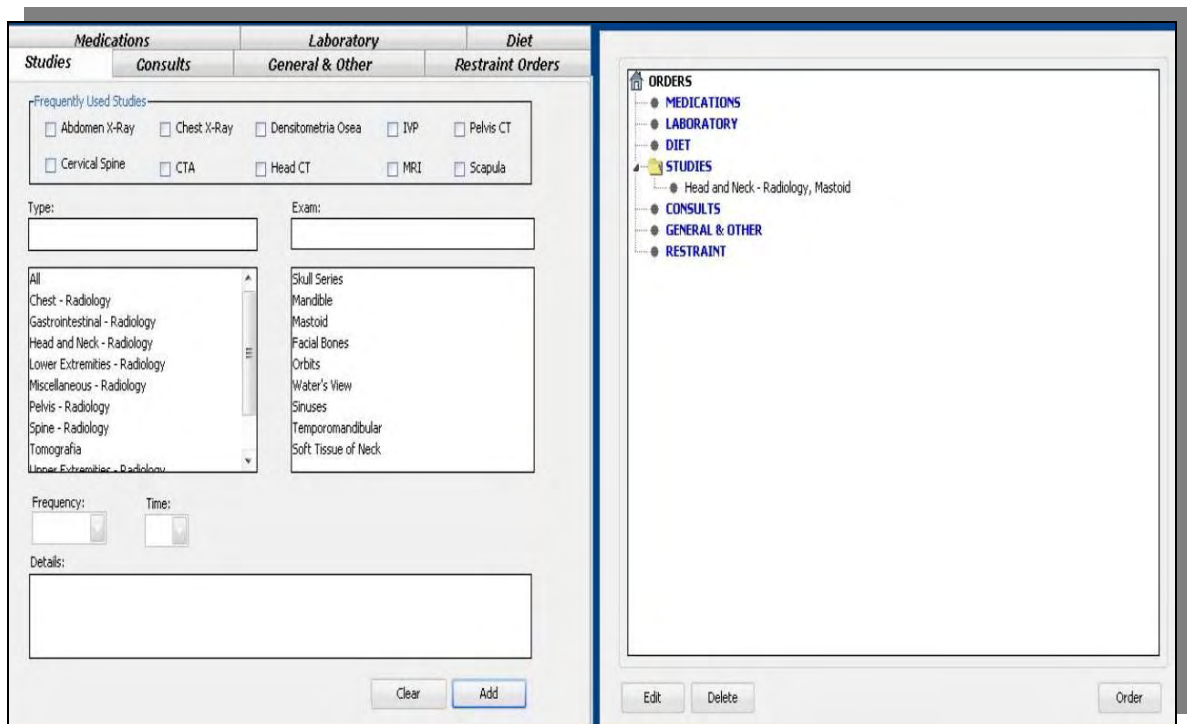 Medications Laboratory Diet
Studies Consults General & Other Restraint Orders
Frequently Used Studies
Abdomen X-Ray Chest X-Ray Densitometria Osea IVP Pelvis CT
Cervical Spine CTA Head CT MRI Scapula
Type: Exam:
All
Chest - Radiology
Gastrointestinal - Radiology
Head and Neck - Radiology
Lower Extremities - Radiology
Miscellaneous - Radiology
Pelvis - Radiology
Spine - Radiology
Tomografia
Upper Extremities - Radiology
Skull Series
Mandible
Mastoid
Facial Bones
Orbits
Water's View
Sinuses
Temporomandibular
Soft Tissue of Neck
Frequency: Time:
Details:
Clear Add
ORDERS
MEDICATIONS
LABORATORY
DIET
STUDIES
Head and Neck - Radiology, Mastoid
CONSULTS
GENERAL & OTHER
RESTRAINT
Edit Delete Order